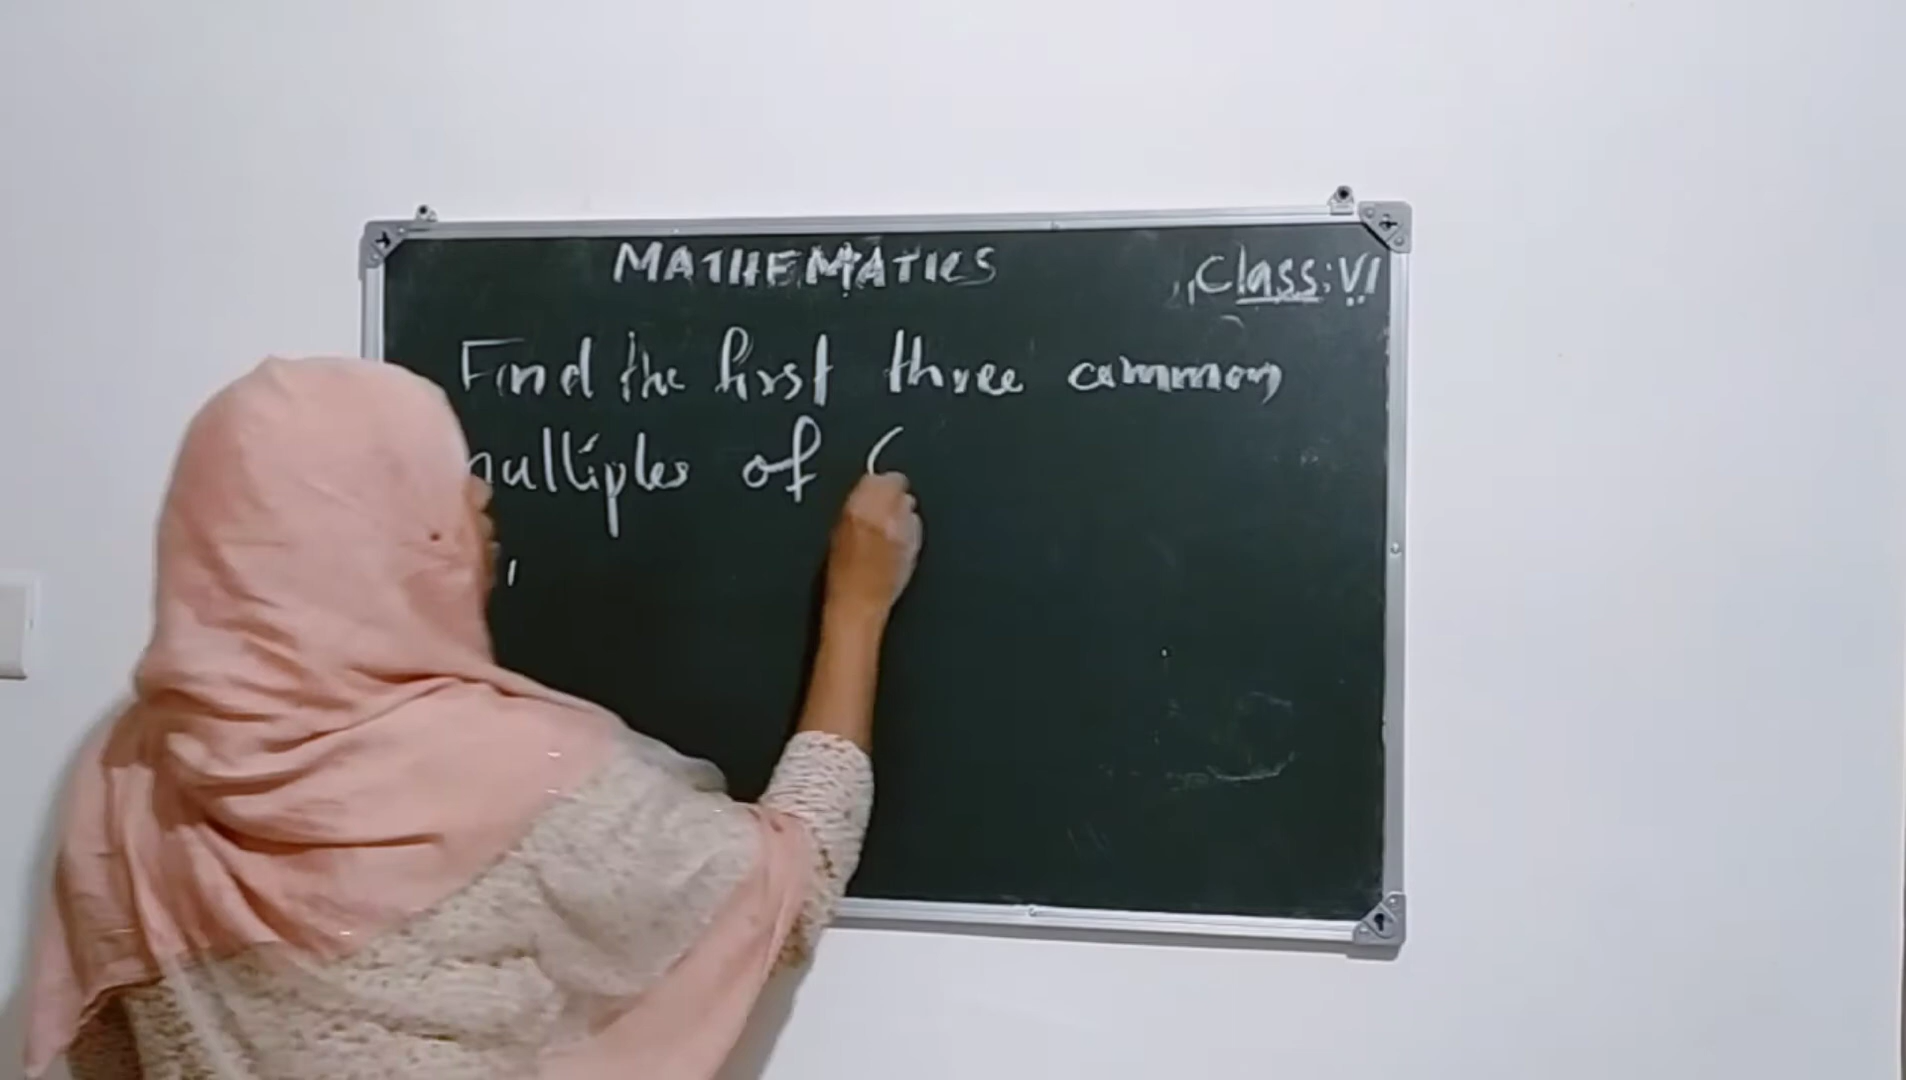 MATHEMATICS
Class: VI
Find the first three common
multiples of